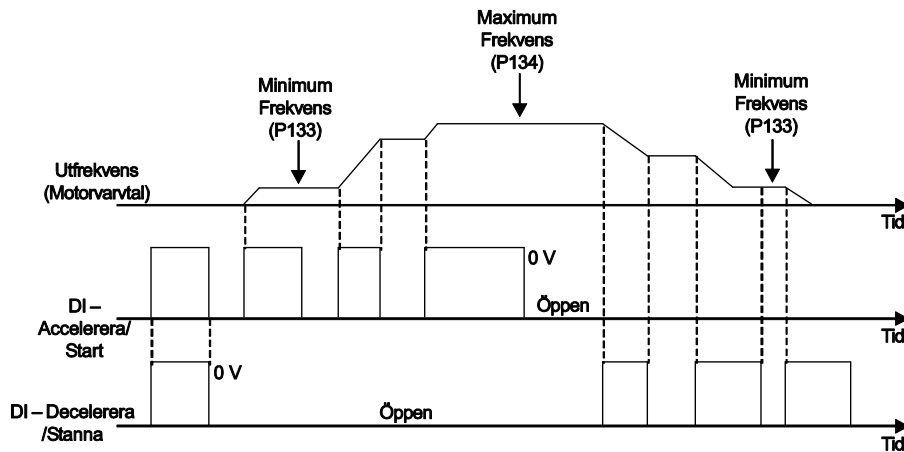 Maximum
Frekvens
(P134)
Minimum
Frekvens
(P133)
Minimum
Frekvens
(P133)
Utfrekvens
(Motorvarvtal)
Tid
0 V
Öppen
DI –
Accelerera/
Start
Tid
0 V
Öppen
DI – Decelerera
/Stanna
Tid